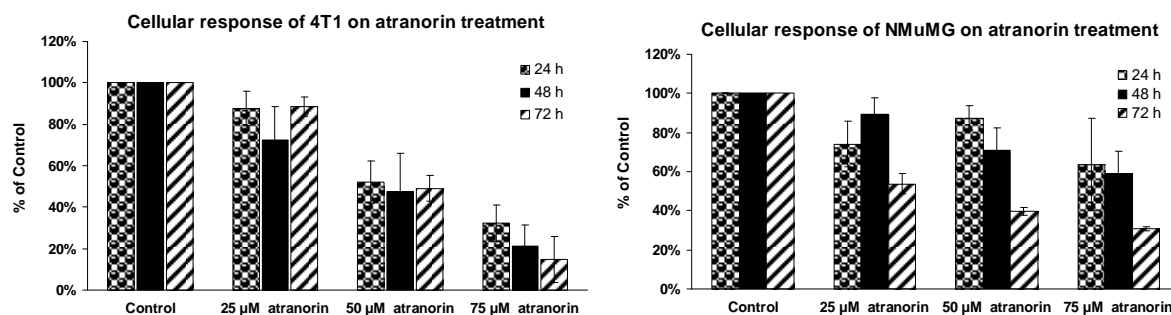 Cellular response of 4T1 on atranorin treatment
120%
100%
80%
60%
40%
20%
0%
% of Control
24 h
48 h
72 h
Control 25 µM atranorin 50 µM atranorin 75 µM atranorin
Cellular response of NMuMG on atranorin treatment
120%
100%
80%
60%
40%
20%
0%
% of Control
24 h
48 h
72 h
Control 25 µM atranorin 50 µM atranorin 75 µM atranorin